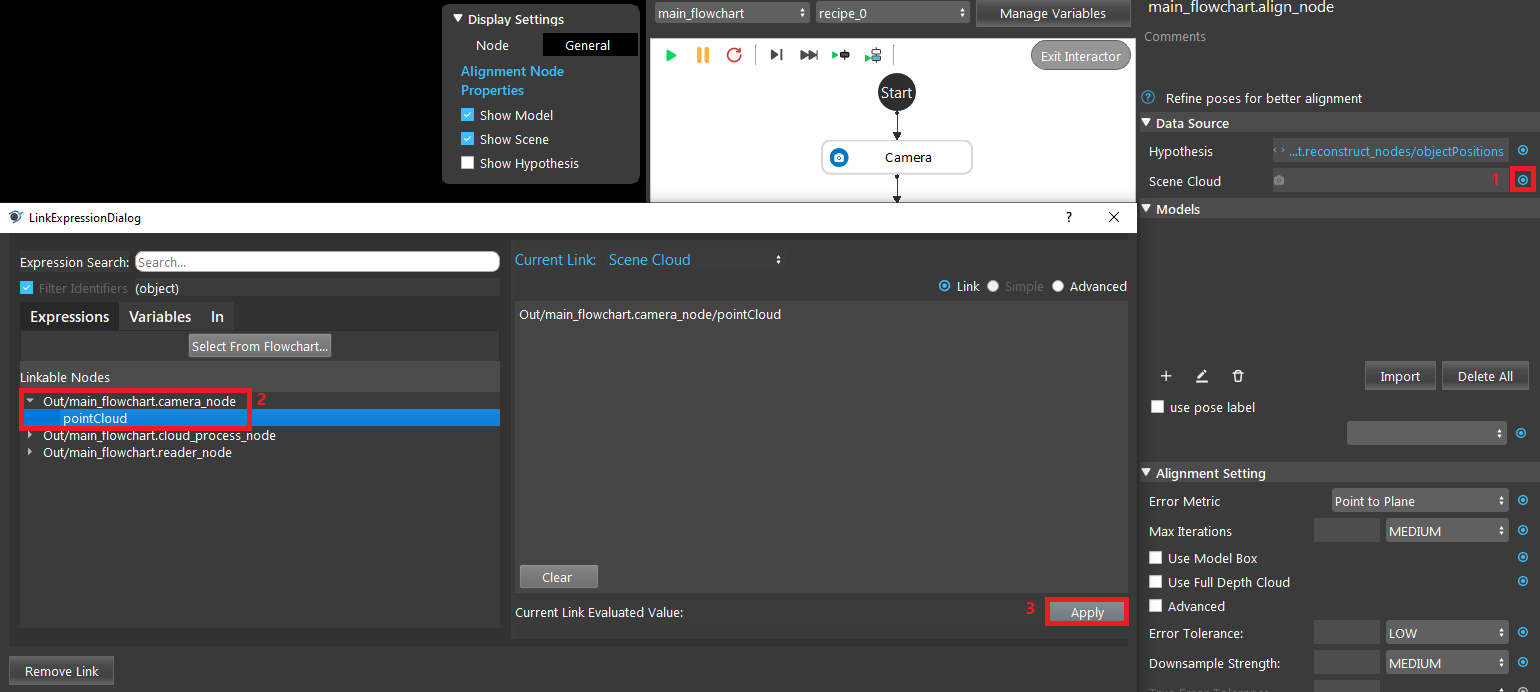 Display Settings
Node
General
Alignment Node
Properties
Show Model
Show Scene
Show Hypothesis
main_flowchart
recipe_0
Manage Variables
Exit Interactor
Start
Camera
main_flowchart.align_node
Comments
Refine poses for better alignment
Data Source
Hypothesis
...t.reconstruct_nodes/objectPositions
Scene Cloud
1
Models
Import
Delete All
use pose label
Alignment Setting
Error Metric
Point to Plane
Max Iterations
MEDIUM
Use Model Box
Use Full Depth Cloud
Advanced
Error Tolerance:
LOW
Downsample Strength:
MEDIUM
LinkExpressionDialog
?
Expression Search:
Search...
Filter Identifiers
(object)
Expressions
Variables
In
Select From Flowchart...
Linkable Nodes
Out/main_flowchart.camera_node
2
pointCloud
Out/main_flowchart.cloud_process_node
Out/main_flowchart.reader_node
Current Link:
Scene Cloud
Link
Simple
Advanced
Out/main_flowchart.camera_node/pointCloud
Clear
Current Link Evaluated Value:
3
Apply
Remove Link